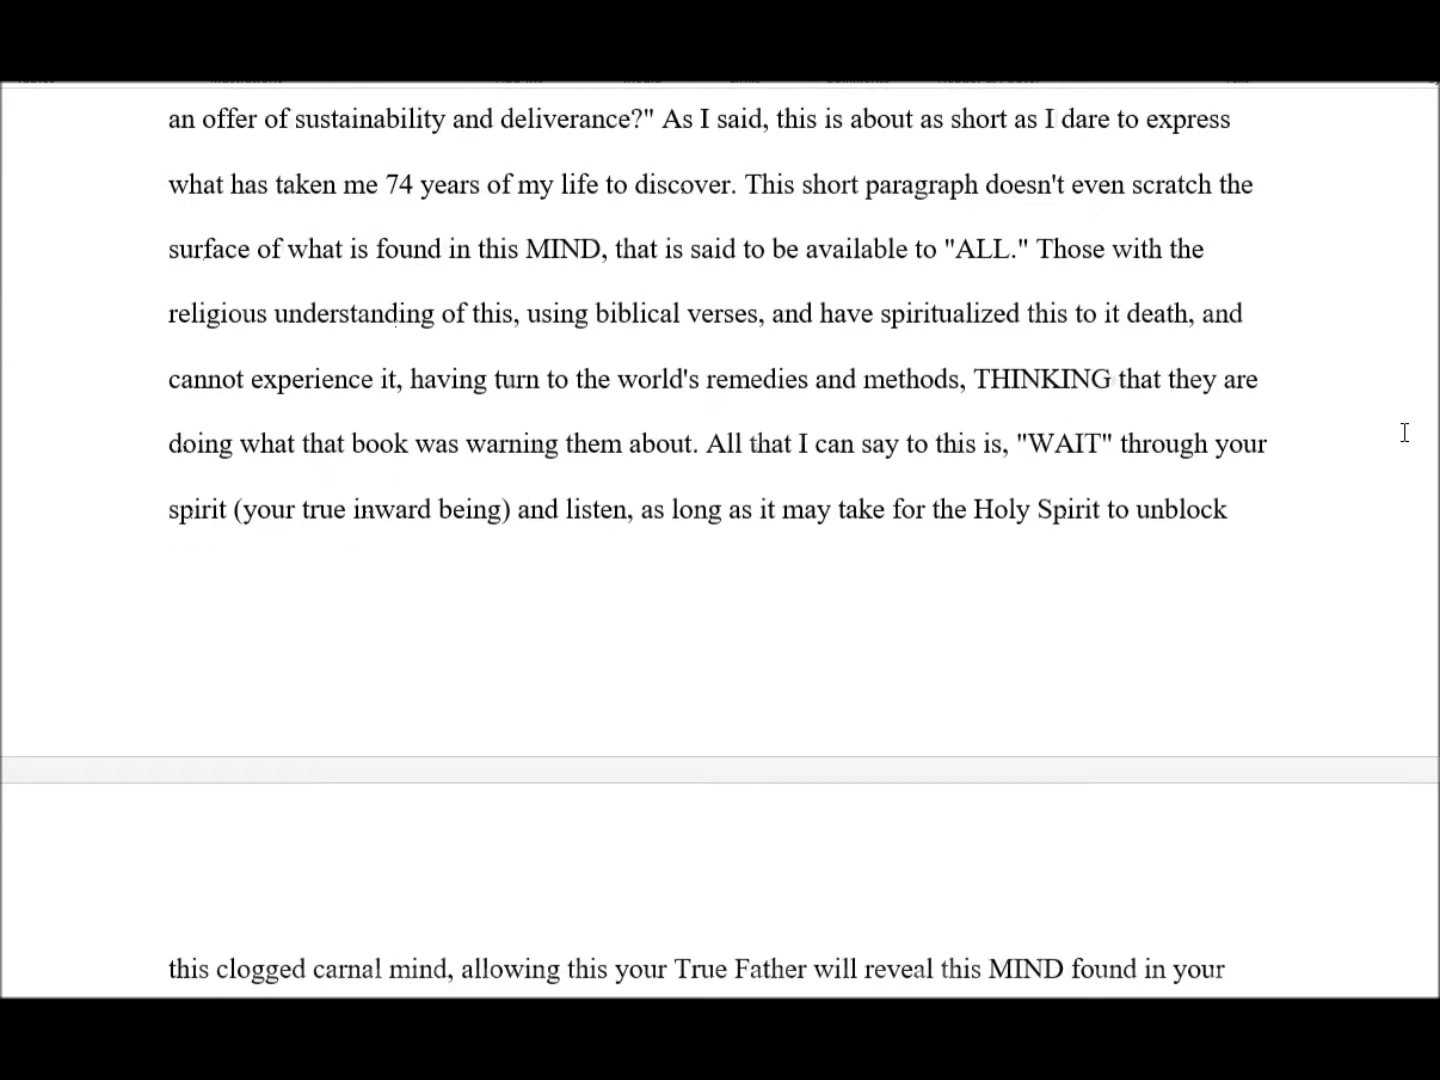 an offer of sustainability and deliverance?" As I said, this is about as short as I dare to express
what has taken me 74 years of my life to discover. This short paragraph doesn't even scratch the
surface of what is found in this MIND, that is said to be available to "ALL." Those with the
religious understanding of this, using biblical verses, and have spiritualized this to it death, and
cannot experience it, having turn to the world's remedies and methods, THINKING that they are
doing what that book was warning them about. All that I can say to this is, "WAIT" through your
spirit (your true inward being) and listen, as long as it may take for the Holy Spirit to unblock
this clogged carnal mind, allowing this your True Father will reveal this MIND found in your